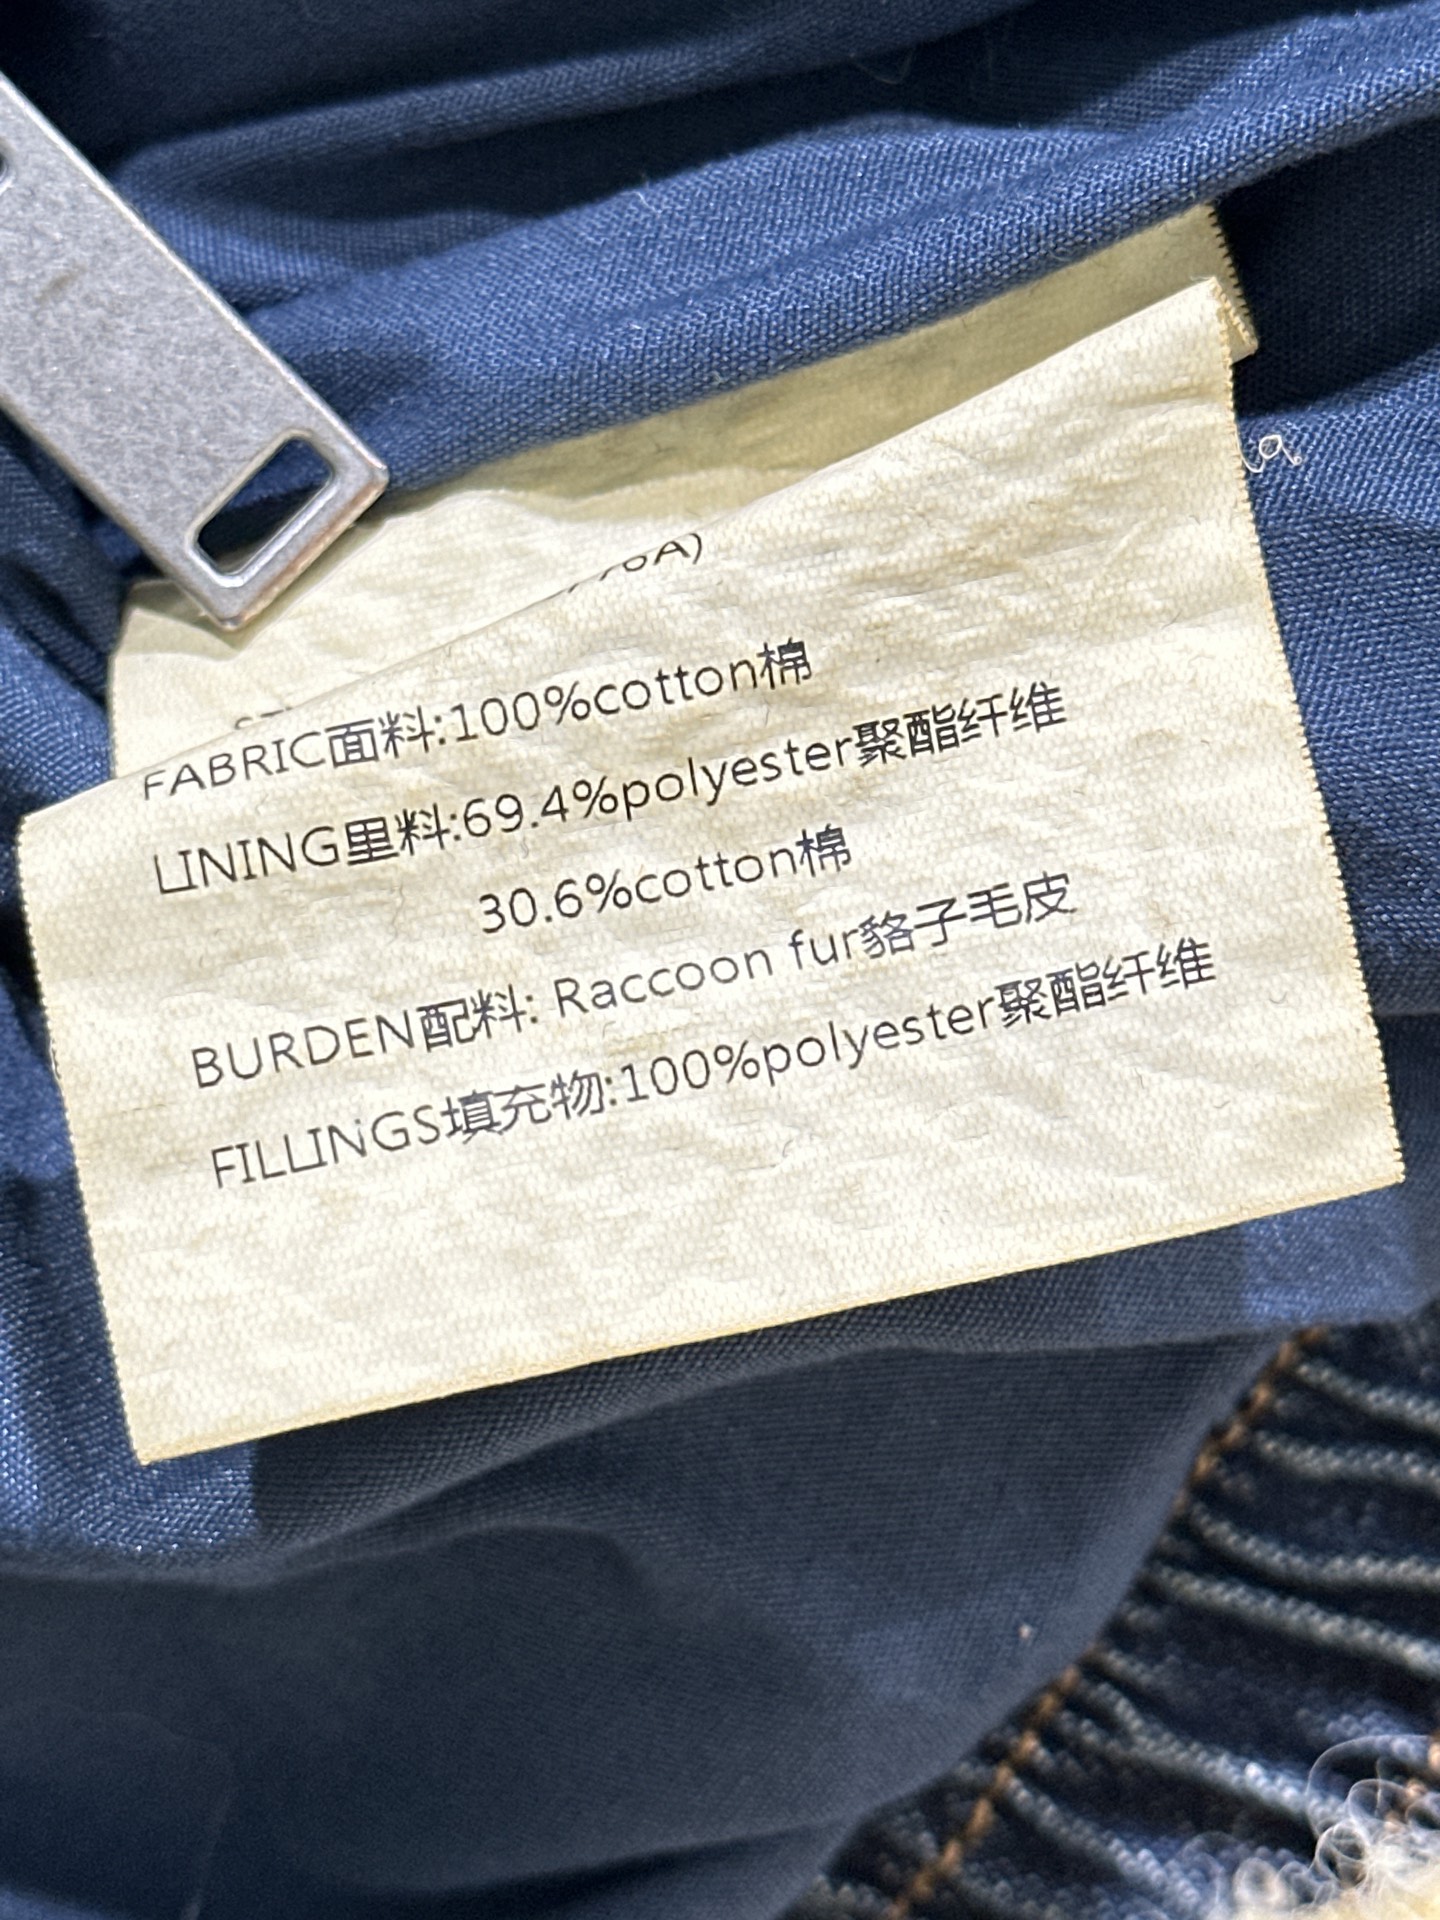 FABRIC面料:100%cotton棉
LINING里料:69.4%polyester聚酯纤维
30.6%cotton棉
BURDEN配料: Raccoon fur貉子毛皮
FILLINGS填充物:100%polyester聚酯纤维